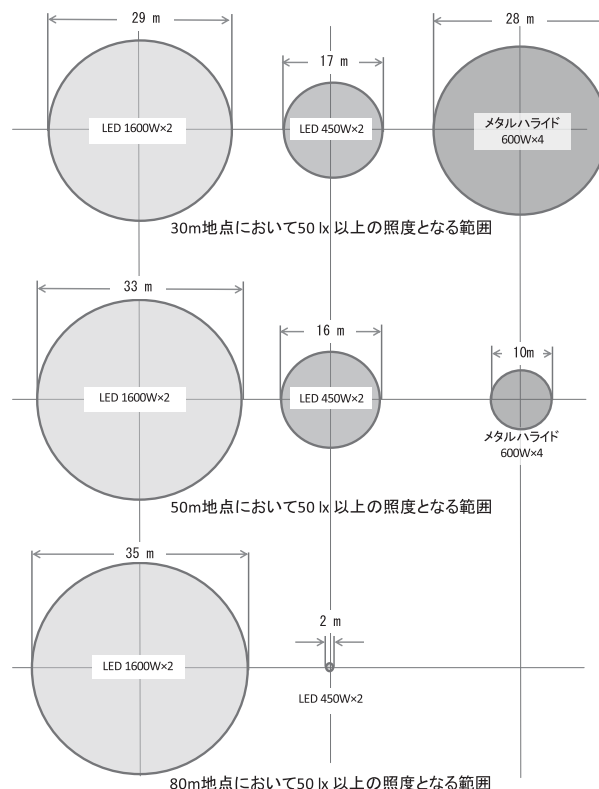 29 m
17 m
28 m
LED 1600W×2
LED 450W×2
メタルハライド
600W×4
30m地点において50 lx 以上の照度となる範囲
33 m
16 m
10m
LED 1600W×2
LED 450W×2
メタルハライド
600W×4
50m地点において50 lx 以上の照度となる範囲
35 m
2 m
LED 1600W×2
LED 450W×2
80m地点において50 lx 以上の照度となる範囲